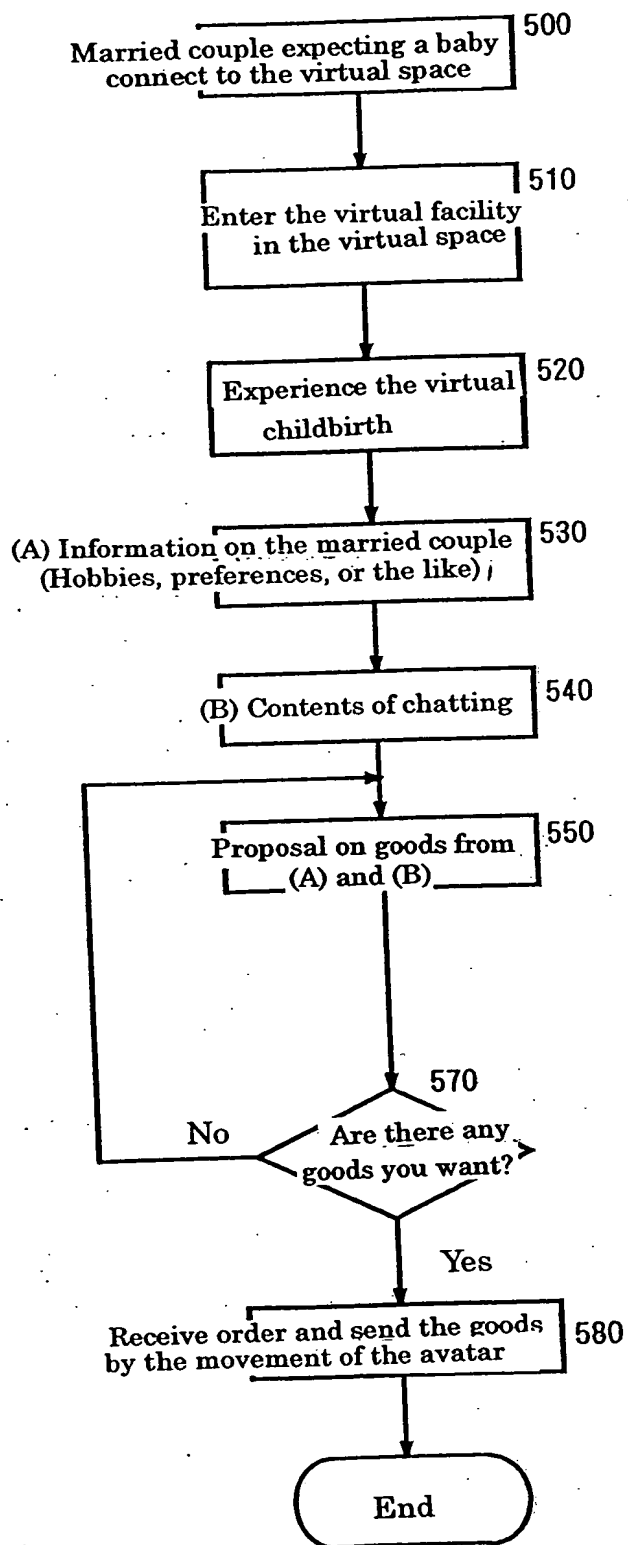 500
Married couple expecting a baby
connect to the virtual space
510
Enter the virtual facility
in the virtual space
520
Experience the virtual
childbirth
530
(A) Information on the married couple
(Hobbies, preferences, or the like)
540
(B) Contents of chatting
550
Proposal on goods from
(A) and (B)
570
No
Are there any
goods you want?
Yes
Receive order and send the goods
by the movement of the avatar
580
End